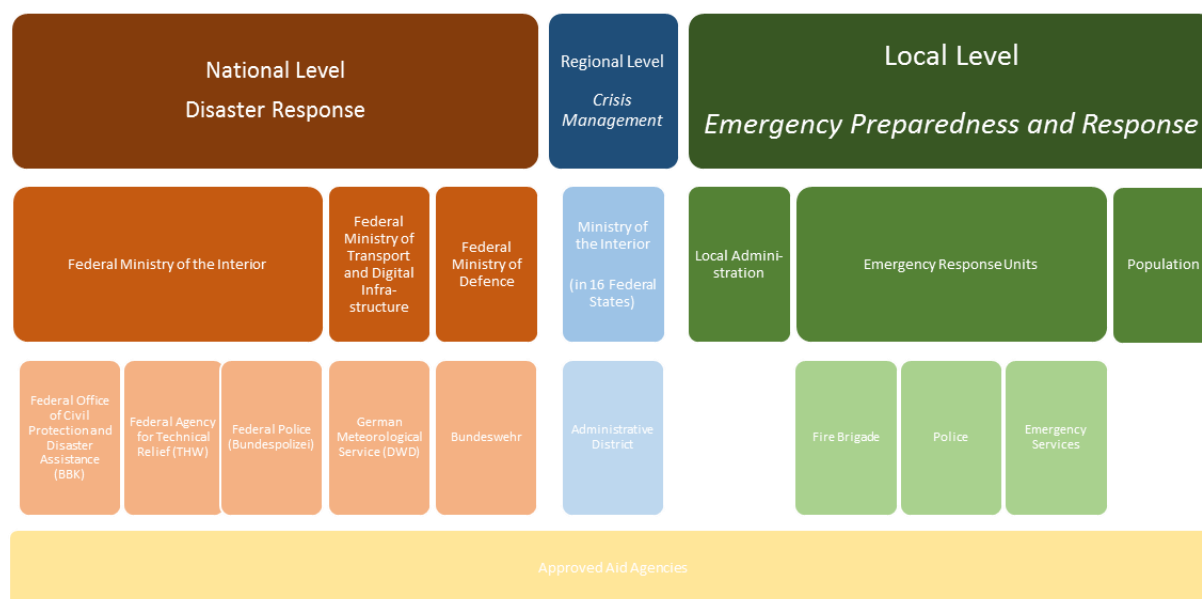 National Level
Disaster Response
Regional Level
Crisis
Management
Local Level
Emergency Preparedness and Response
Federal Ministry of the Interior
Federal
Ministry of
Transport
and Digital
Infra-
structure
Federal
Ministry of
Defence
Ministry of
the Interior
(in 16 Federal
States)
Local Admini-
stration
Emergency Response Units
Population
Federal Office
of Civil
Protection and
Disaster
Assistance
(BBK)
Federal Agency
for Technical
Relief (THW)
Federal Police
(Bundespolizei)
German
Meteorological
Service (DWD)
Bundeswehr
Administrative
District
Fire Brigade
Police
Emergency
Services
Approved Aid Agencies